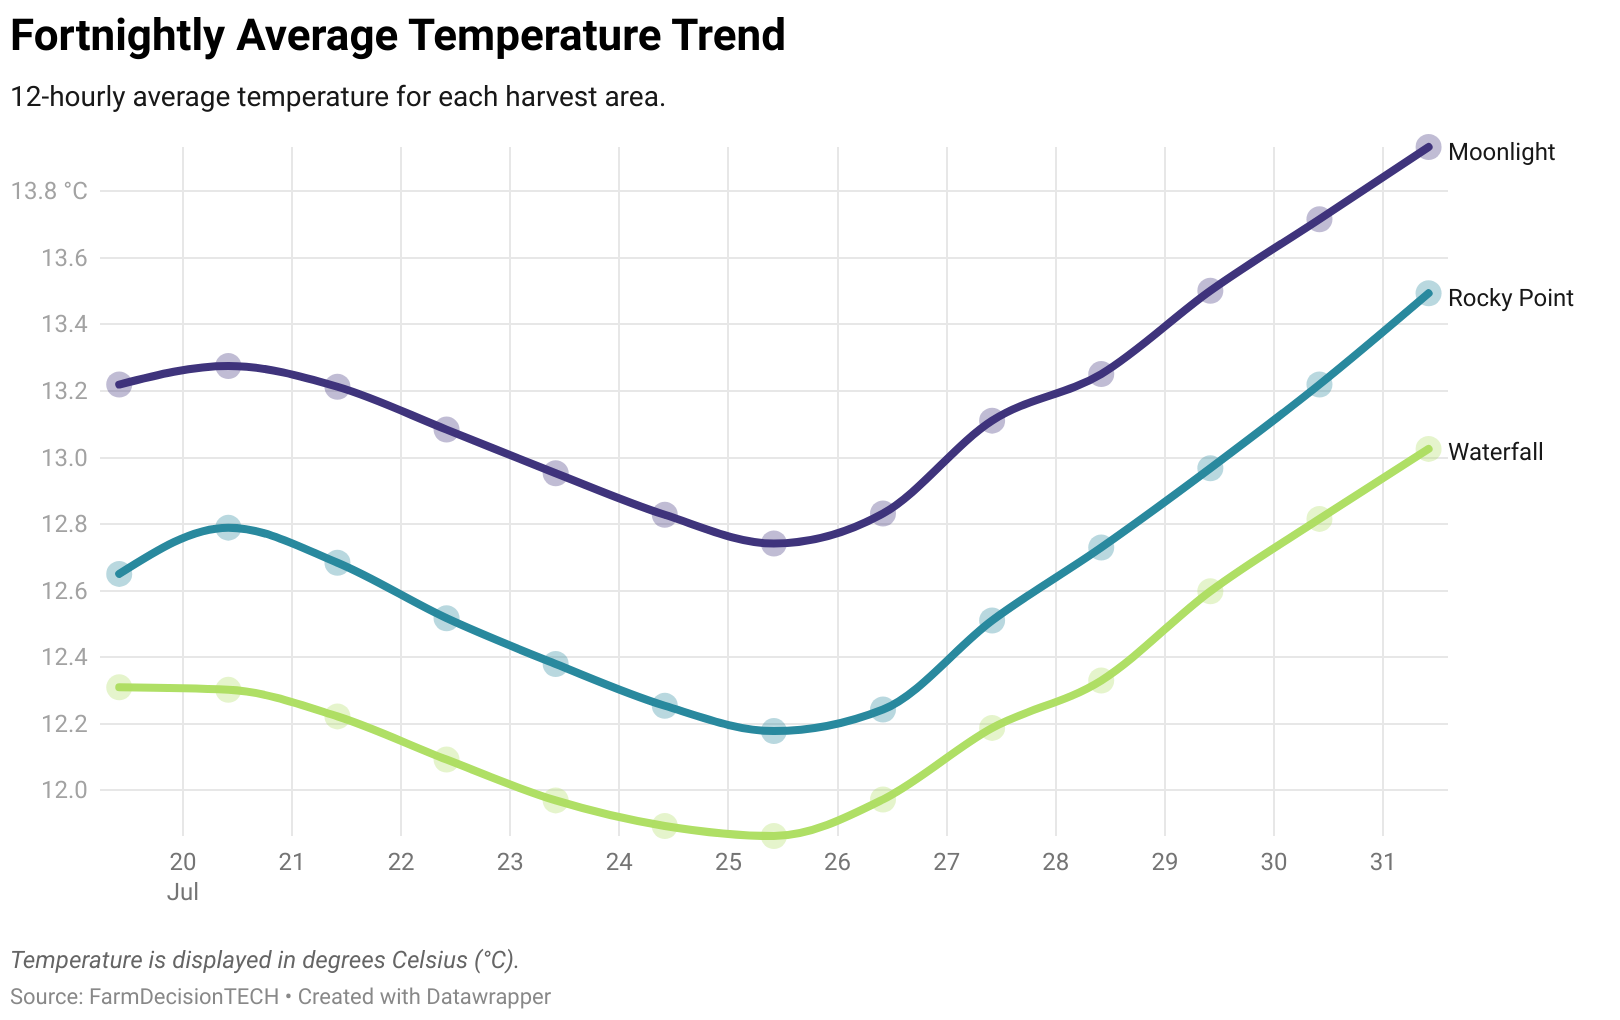 Fortnightly Average Temperature Trend
12-hourly average temperature for each harvest area.
Moonlight
13.8 °C
13.6
Rocky Point
13.4
13.2
13.0
Waterfall
12.8
12.6
12.4
12.2
12.0
20 21 22 23 24 25 26 27 28 29 30 31
Jul
Temperature is displayed in degrees Celsius (°C).
Source: FarmDecisionTECH • Created with Datawrapper